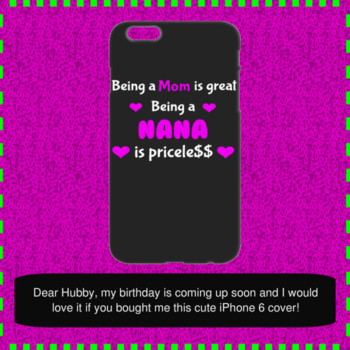 Being a Mom is great
Being a
NANA
is pricele$$
Dear Hubby, my birthday is coming up soon and I would
love it if you bought me this cute iPhone 6 cover!